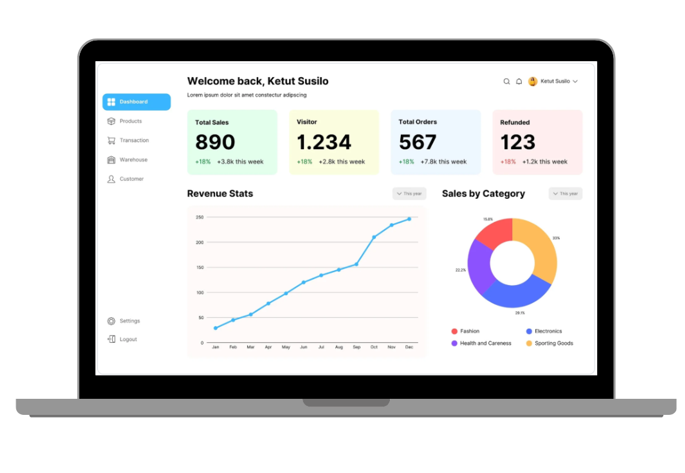 Welcome back, Ketut Susilo
Lorem ipsum dolor sit amet constectur adipscing
Ketut Susilo
Dashboard
Products
Transaction
Warehouse
Customer
Settings
Logout
Total Sales
890
+18% +3.8k this week
Visitor
1.234
+18% +2.8k this week
Total Orders
567
+18% +7.8k this week
Refunded
123
+18% +1.2k this week
Revenue Stats
This year
250
200
150
100
50
0
Jan Feb Mar Apr May Jun Jul Aug Sep Oct Nov Dec
Sales by Category
This year
30%
22.2%
Fashion
Electronics
Health and Careness
Sporting Goods